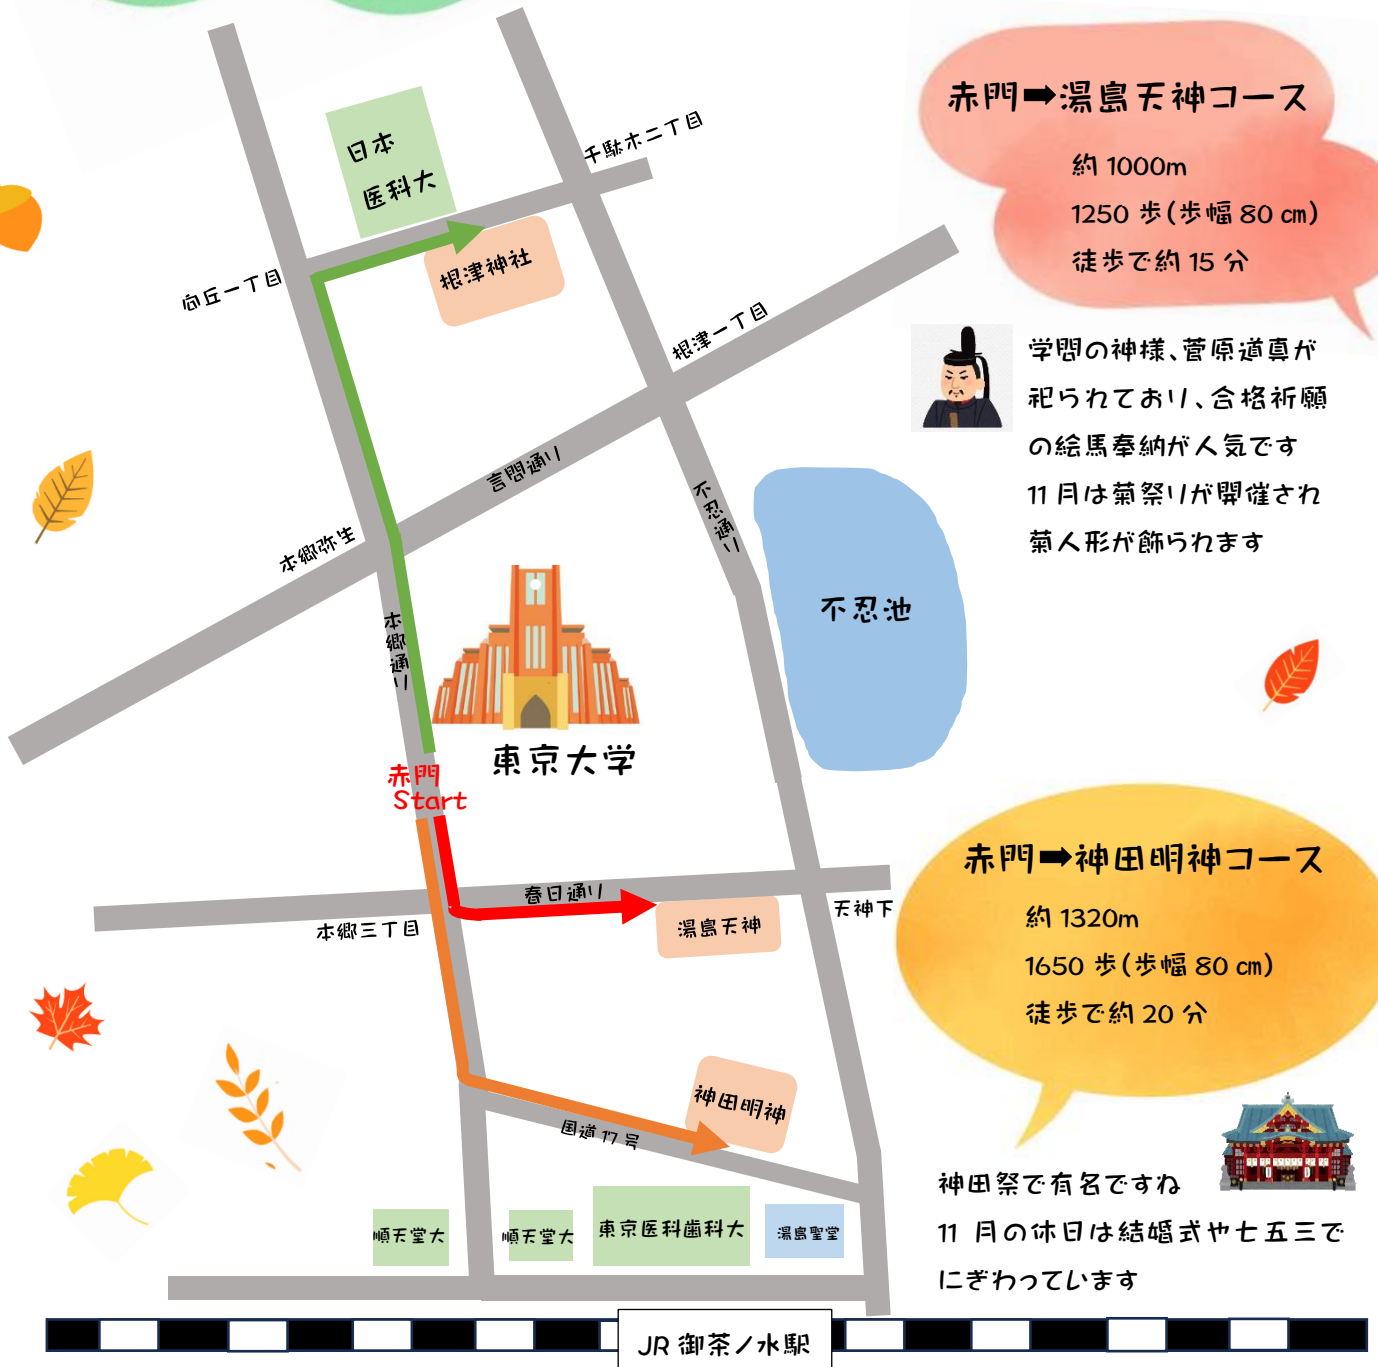 日本
医科大
千駄木二丁目
根津神社
向丘一丁目
根津一丁目
言問通り
不忍通り
本郷弥生
本郷通り
不忍池
東京大学
赤門
Start
春日通り
本郷三丁目
湯島天神
天神下
神田明神
国道 17 号
順天堂大
順天堂大
東京医科歯科大
湯島聖堂
JR 御茶ノ水駅
赤門➡湯島天神コース
約 1000m
1250 歩(歩幅 80 ㎝)
徒歩で約 15 分
学問の神様、菅原道真が
祀られており、合格祈願
の絵馬奉納が人気です
11 月は菊祭りが開催され
菊人形が飾られます
赤門➡神田明神コース
約 1320m
1650 歩(歩幅 80 ㎝)
徒歩で約 20 分
神田祭で有名ですね
11 月の休日は結婚式や七五三で
にぎわっています